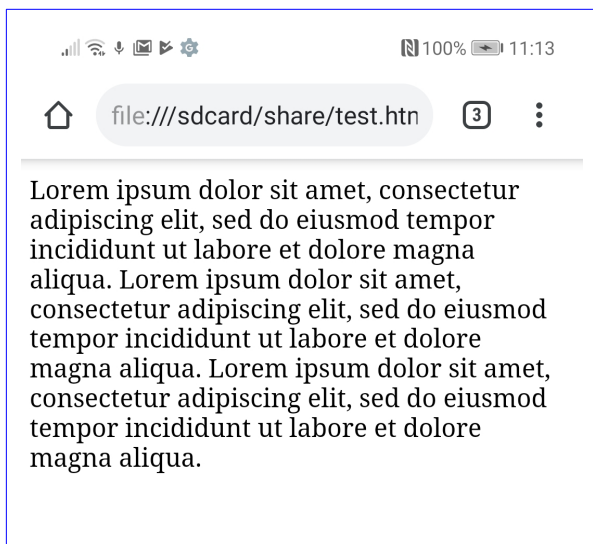 100% 11:13
file:///sdcard/share/test.htn
3
Lorem ipsum dolor sit amet, consectetur
adipiscing elit, sed do eiusmod tempor
incididunt ut labore et dolore magna
aliqua. Lorem ipsum dolor sit amet,
consectetur adipiscing elit, sed do eiusmod
tempor incididunt ut labore et dolore
magna aliqua. Lorem ipsum dolor sit amet,
consectetur adipiscing elit, sed do eiusmod
tempor incididunt ut labore et dolore
magna aliqua.